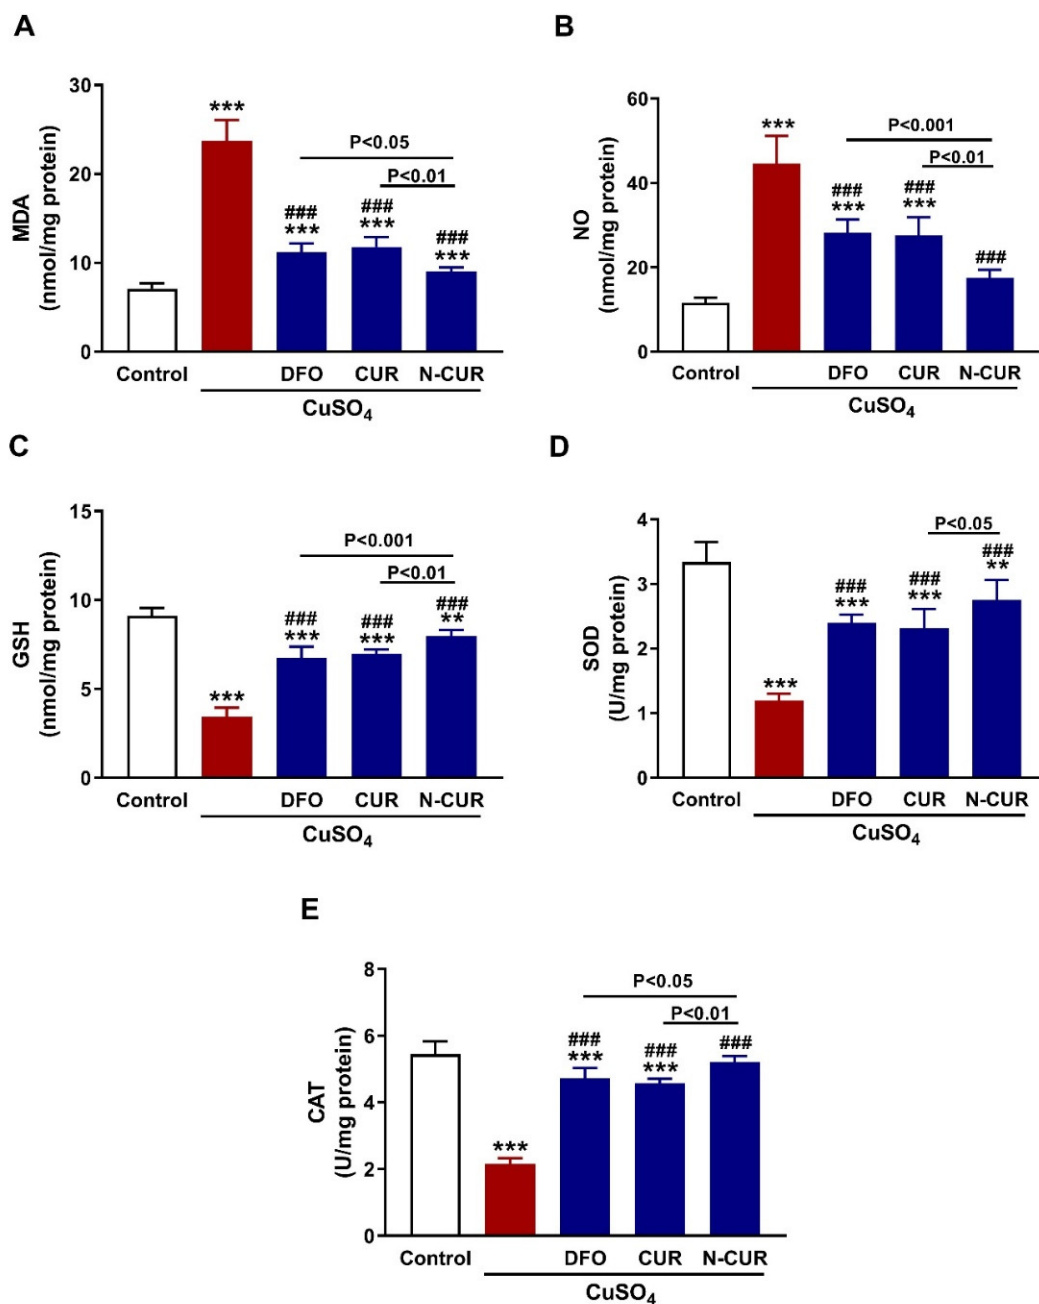 A
MDA
(nmol/mg protein)
30
20
10
0
***
P<0.05
P<0.01
###
***
###
***
###
***
Control
DFO
CUR
N-CUR
CuSO4
B
NO
(nmol/mg protein)
60
40
20
0
***
P<0.001
P<0.01
###
***
###
***
###
Control
DFO
CUR
N-CUR
CuSO4
C
GSH
(nmol/mg protein)
15
10
5
0
P<0.001
P<0.01
***
###
***
###
***
###
**
Control
DFO
CUR
N-CUR
CuSO4
D
SOD
(U/mg protein)
4
3
2
1
0
P<0.05
***
###
***
###
***
###
**
Control
DFO
CUR
N-CUR
CuSO4
E
CAT
(U/mg protein)
8
6
4
2
0
P<0.05
P<0.01
***
###
***
###
***
###
Control
DFO
CUR
N-CUR
CuSO4